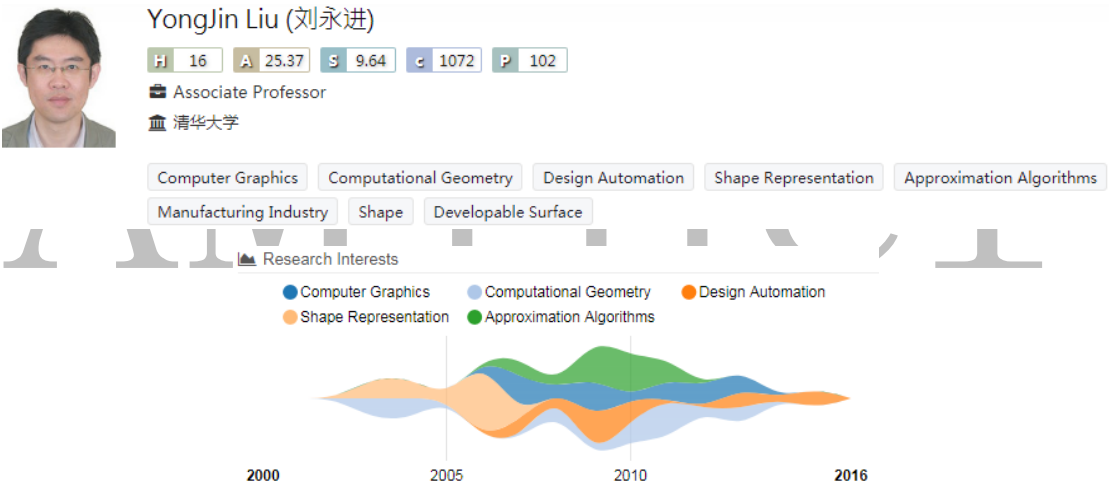 YongJin Liu (刘永进)
H 16 A 25.37 S 9.64 c 1072 P 102
Associate Professor
清华大学
Computer Graphics Computational Geometry Design Automation Shape Representation Approximation Algorithms
Manufacturing Industry Shape Developable Surface
Research Interests
Computer Graphics Computational Geometry Design Automation
Shape Representation Approximation Algorithms
2000 2005 2010 2016